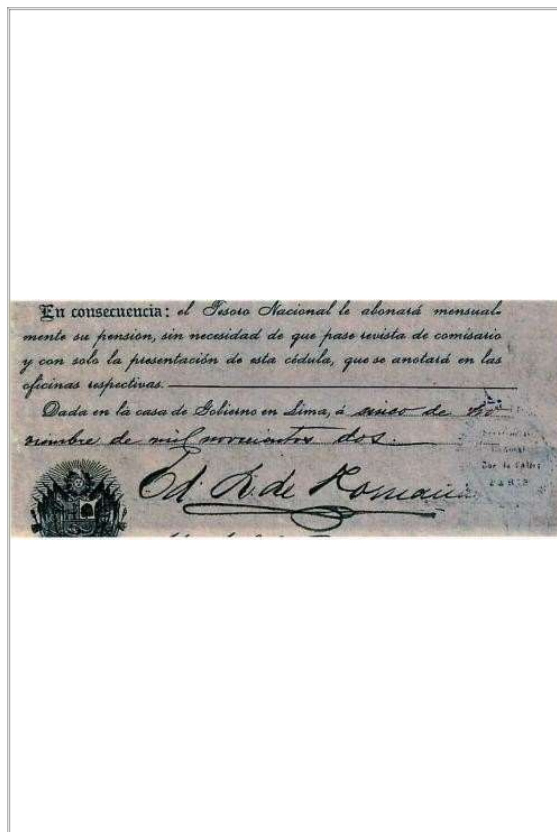 En consecuencia: el Tesoro Nacional le abonará mensual-
mente su pension, sin necesidad de que pase revista de comisario
y con solo la presentación de esta cédula, que se anotará en las
oficinas respectivas.
Dada en la casa de Gobierno en Lima, á cinco de no-
viembre de mil novecientos dos.
Ed. R. de Romaña